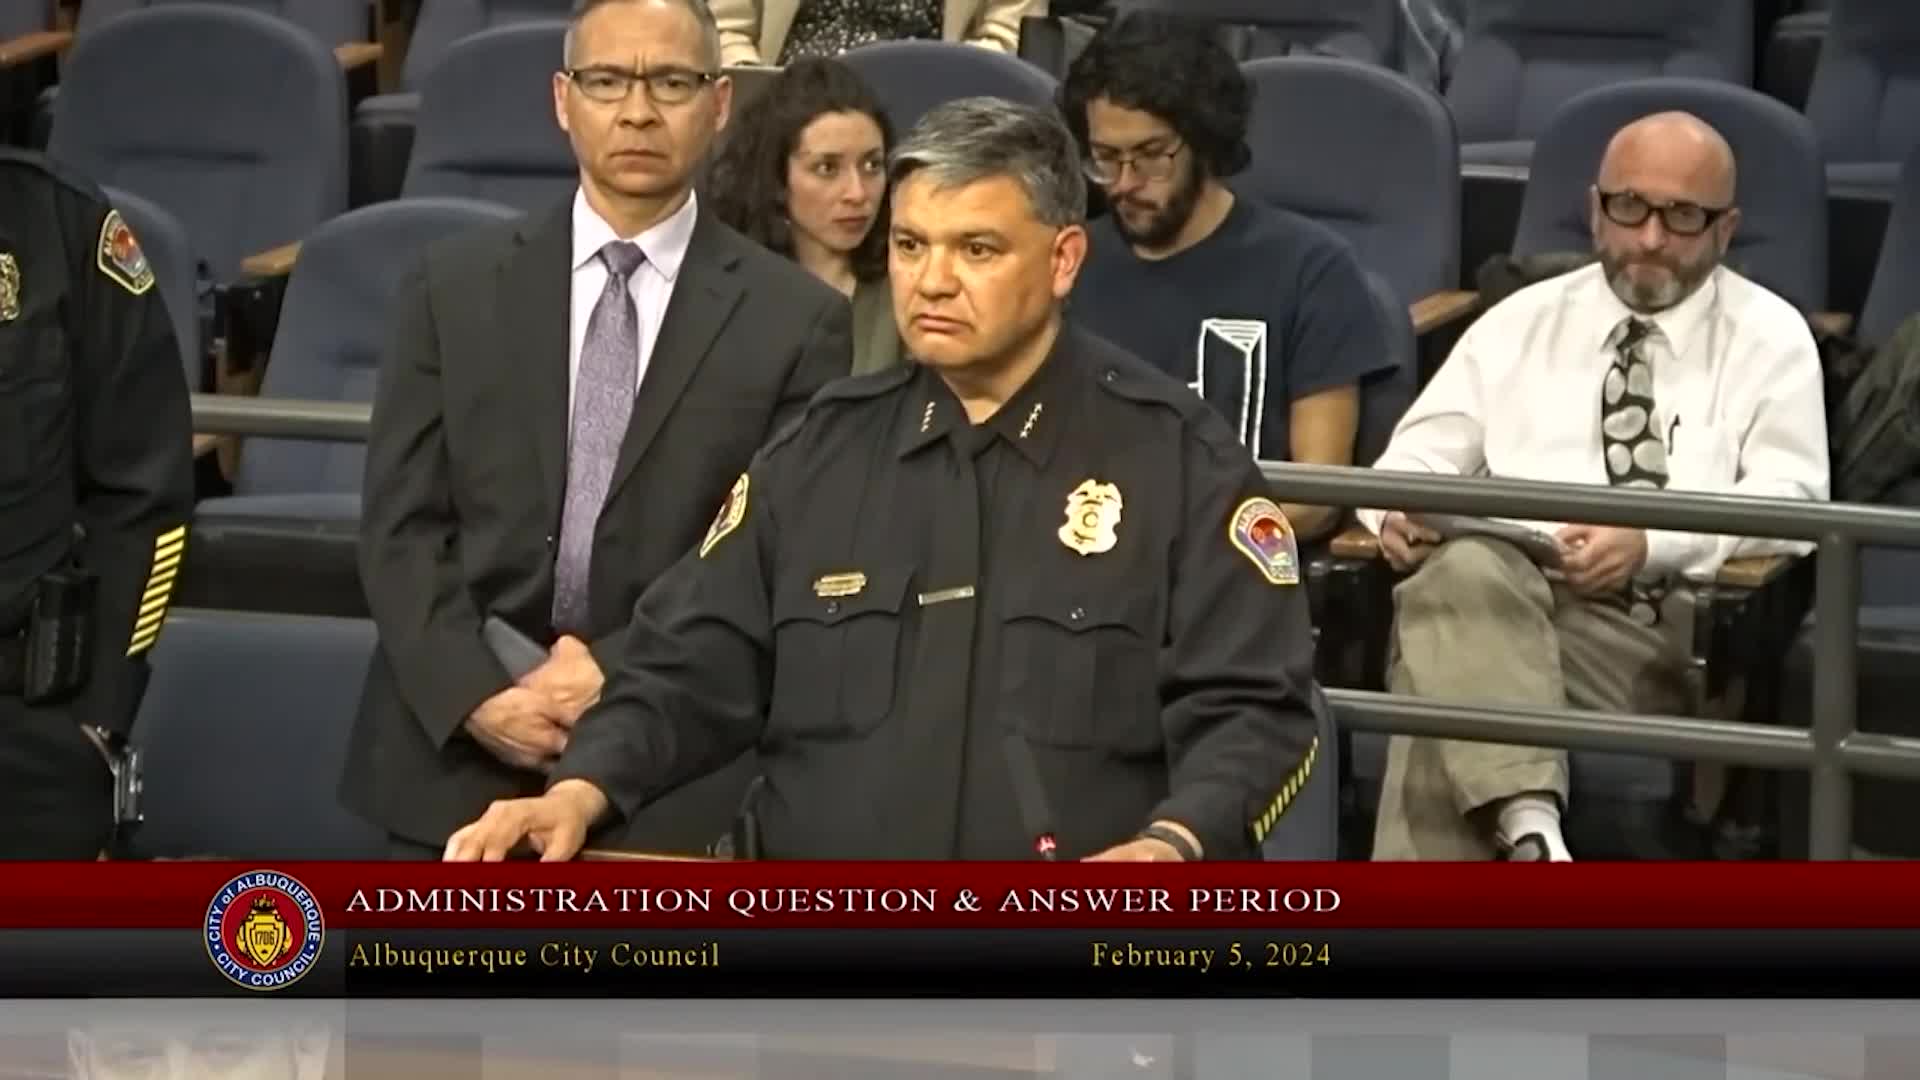 ADMINISTRATION QUESTION & ANSWER PERIOD
Albuquerque City Council
February 5, 2024
CITY of ALBUQUERQUE
1706
CITY COUNCIL